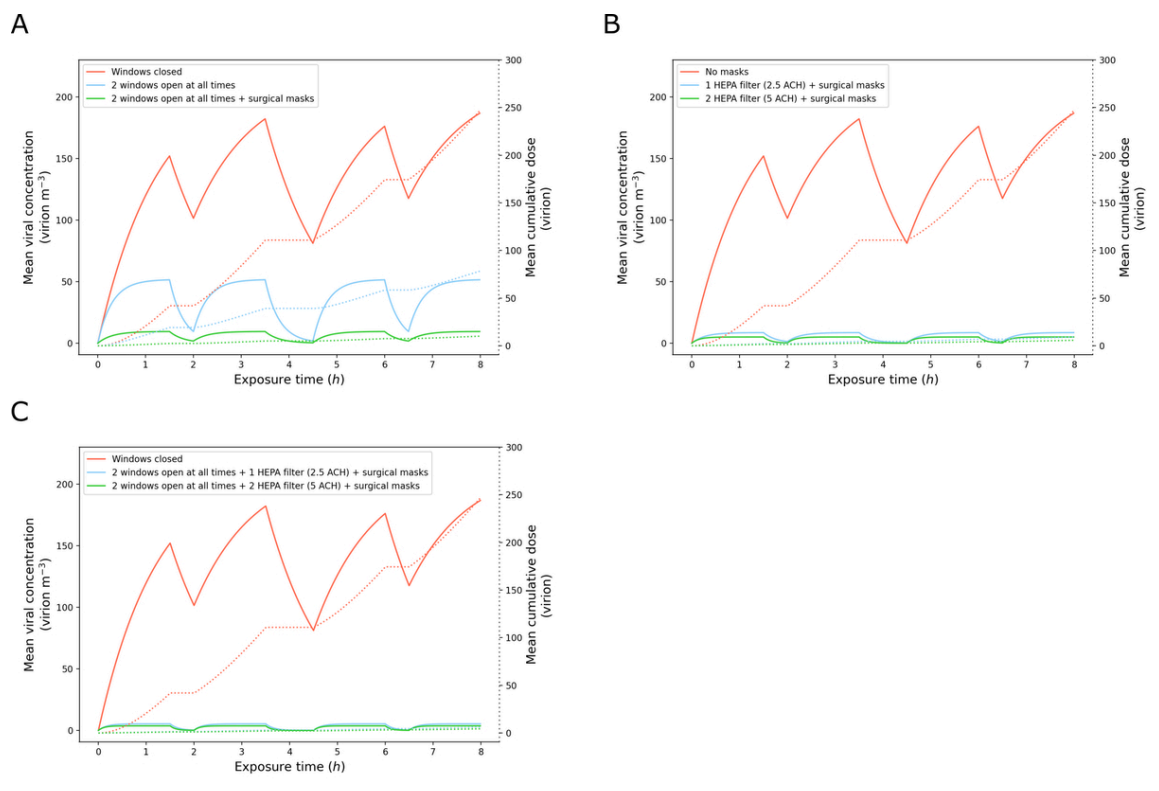 A
Windows closed
2 windows open at all times
2 windows open at all times + surgical masks
Mean viral concentration
(virion m⁻³)
200
150
100
50
0
300
250
200
150
100
50
0
Mean cumulative dose
(virion)
0 1 2 3 4 5 6 7 8
Exposure time (h)
B
No masks
1 HEPA filter (2.5 ACH) + surgical masks
2 HEPA filter (5 ACH) + surgical masks
Mean viral concentration
(virion m⁻³)
200
150
100
50
0
300
250
200
150
100
50
0
Mean cumulative dose
(virion)
0 1 2 3 4 5 6 7 8
Exposure time (h)
C
Windows closed
2 windows open at all times + 1 HEPA filter (2.5 ACH) + surgical masks
2 windows open at all times + 2 HEPA filter (5 ACH) + surgical masks
Mean viral concentration
(virion m⁻³)
200
150
100
50
0
300
250
200
150
100
50
0
Mean cumulative dose
(virion)
0 1 2 3 4 5 6 7 8
Exposure time (h)